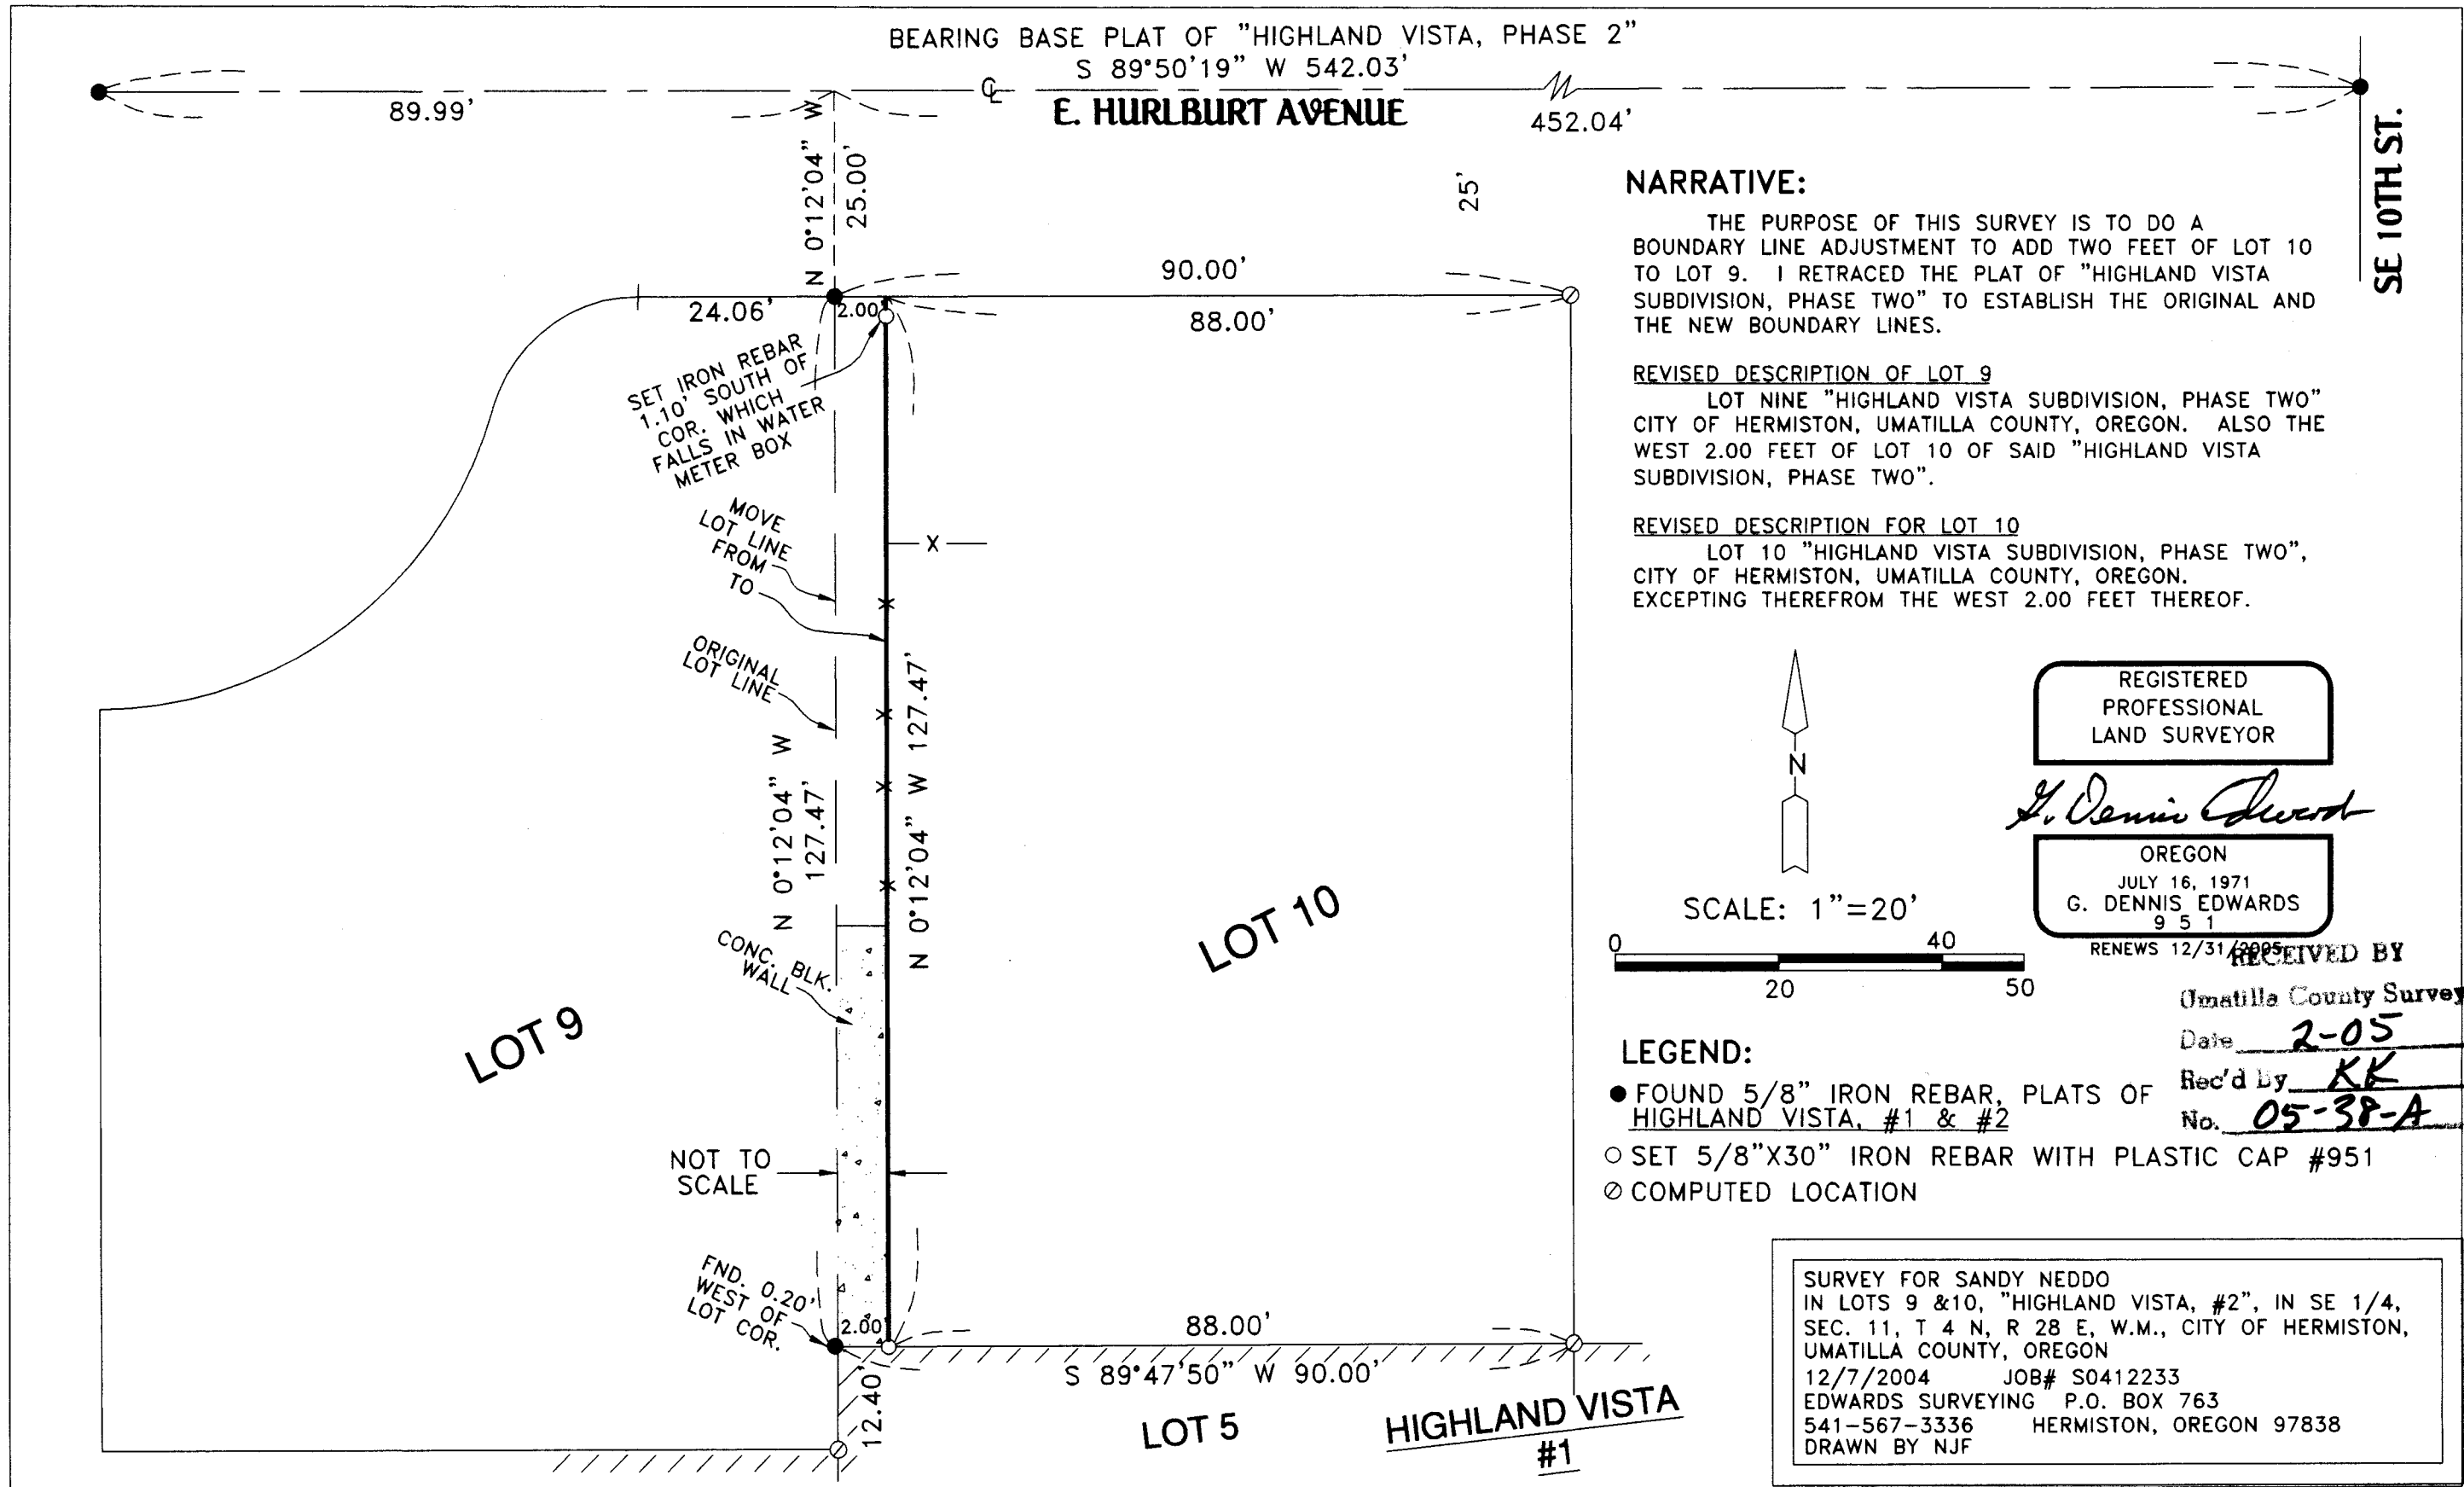 BEARING BASE PLAT OF "HIGHLAND VISTA, PHASE 2"
S 89°50'19" W 542.03'
89.99'
℄
E. HURLBURT AVENUE
452.04'
SE 10TH ST.
N 0°12'04" W
25.00'
25'
90.00'
24.06'
2.00'
88.00'
SET IRON REBAR
1.10' SOUTH OF
COR. WHICH
FALLS IN WATER
METER BOX
MOVE
LOT LINE
FROM
TO
X
ORIGINAL
LOT LINE
N 0°12'04" W
127.47'
N 0°12'04" W 127.47'
CONC. BLK.
WALL
LOT 9
LOT 10
NOT TO
SCALE
FND. 0.20'
WEST OF
LOT COR.
2.00'
88.00'
S 89°47'50" W 90.00'
12.40'
LOT 5
HIGHLAND VISTA
#1
NARRATIVE:
THE PURPOSE OF THIS SURVEY IS TO DO A
BOUNDARY LINE ADJUSTMENT TO ADD TWO FEET OF LOT 10
TO LOT 9. I RETRACED THE PLAT OF "HIGHLAND VISTA
SUBDIVISION, PHASE TWO" TO ESTABLISH THE ORIGINAL AND
THE NEW BOUNDARY LINES.
REVISED DESCRIPTION OF LOT 9
LOT NINE "HIGHLAND VISTA SUBDIVISION, PHASE TWO"
CITY OF HERMISTON, UMATILLA COUNTY, OREGON. ALSO THE
WEST 2.00 FEET OF LOT 10 OF SAID "HIGHLAND VISTA
SUBDIVISION, PHASE TWO".
REVISED DESCRIPTION FOR LOT 10
LOT 10 "HIGHLAND VISTA SUBDIVISION, PHASE TWO",
CITY OF HERMISTON, UMATILLA COUNTY, OREGON.
EXCEPTING THEREFROM THE WEST 2.00 FEET THEREOF.
N
SCALE: 1"=20'
0 40
20 50
REGISTERED
PROFESSIONAL
LAND SURVEYOR
G. Dennis Edwards
OREGON
JULY 16, 1971
G. DENNIS EDWARDS
9 5 1
RENEWS 12/31/2005
RECEIVED BY
Umatilla County Survey
Date 2-05
Rec'd By KK
No. 05-38-A
LEGEND:
● FOUND 5/8" IRON REBAR, PLATS OF
HIGHLAND VISTA, #1 & #2
○ SET 5/8"X30" IRON REBAR WITH PLASTIC CAP #951
⊘ COMPUTED LOCATION
SURVEY FOR SANDY NEDDO
IN LOTS 9 &10, "HIGHLAND VISTA, #2", IN SE 1/4,
SEC. 11, T 4 N, R 28 E, W.M., CITY OF HERMISTON,
UMATILLA COUNTY, OREGON
12/7/2004 JOB# S0412233
EDWARDS SURVEYING P.O. BOX 763
541-567-3336 HERMISTON, OREGON 97838
DRAWN BY NJF